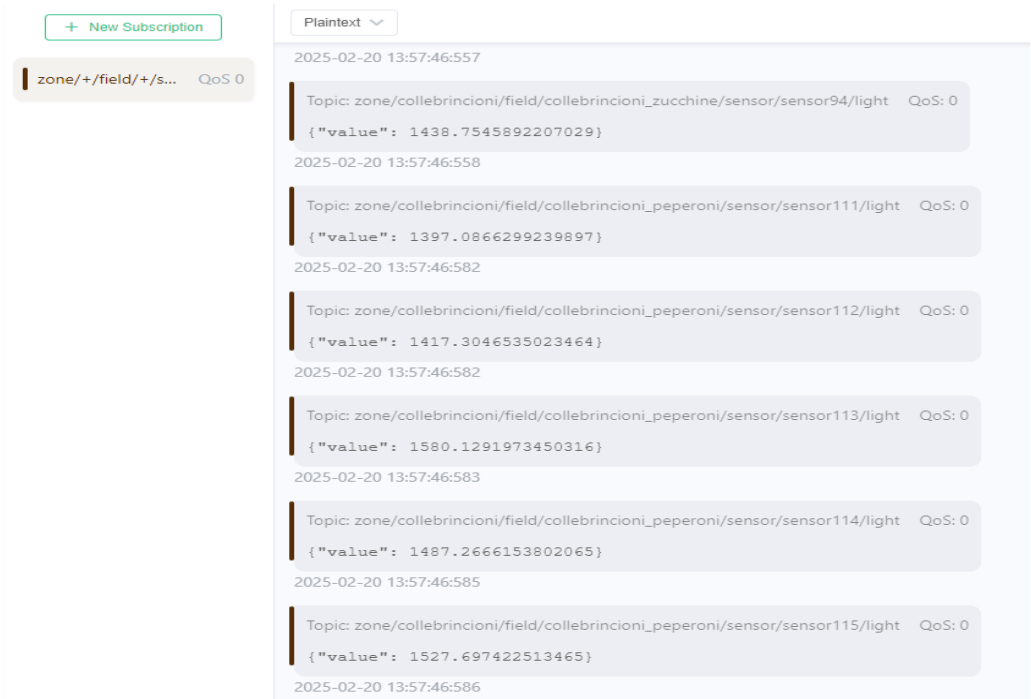 + New Subscription
zone/+/field/+/s... QoS 0
Plaintext
2025-02-20 13:57:46:557
Topic: zone/collebrincioni/field/collebrincioni_zucchine/sensor/sensor94/light QoS: 0
{"value": 1438.7545892207029}
2025-02-20 13:57:46:558
Topic: zone/collebrincioni/field/collebrincioni_peperoni/sensor/sensor111/light QoS: 0
{"value": 1397.0866299239897}
2025-02-20 13:57:46:582
Topic: zone/collebrincioni/field/collebrincioni_peperoni/sensor/sensor112/light QoS: 0
{"value": 1417.3046535023464}
2025-02-20 13:57:46:582
Topic: zone/collebrincioni/field/collebrincioni_peperoni/sensor/sensor113/light QoS: 0
{"value": 1580.1291973450316}
2025-02-20 13:57:46:583
Topic: zone/collebrincioni/field/collebrincioni_peperoni/sensor/sensor114/light QoS: 0
{"value": 1487.2666153802065}
2025-02-20 13:57:46:585
Topic: zone/collebrincioni/field/collebrincioni_peperoni/sensor/sensor115/light QoS: 0
{"value": 1527.697422513465}
2025-02-20 13:57:46:586